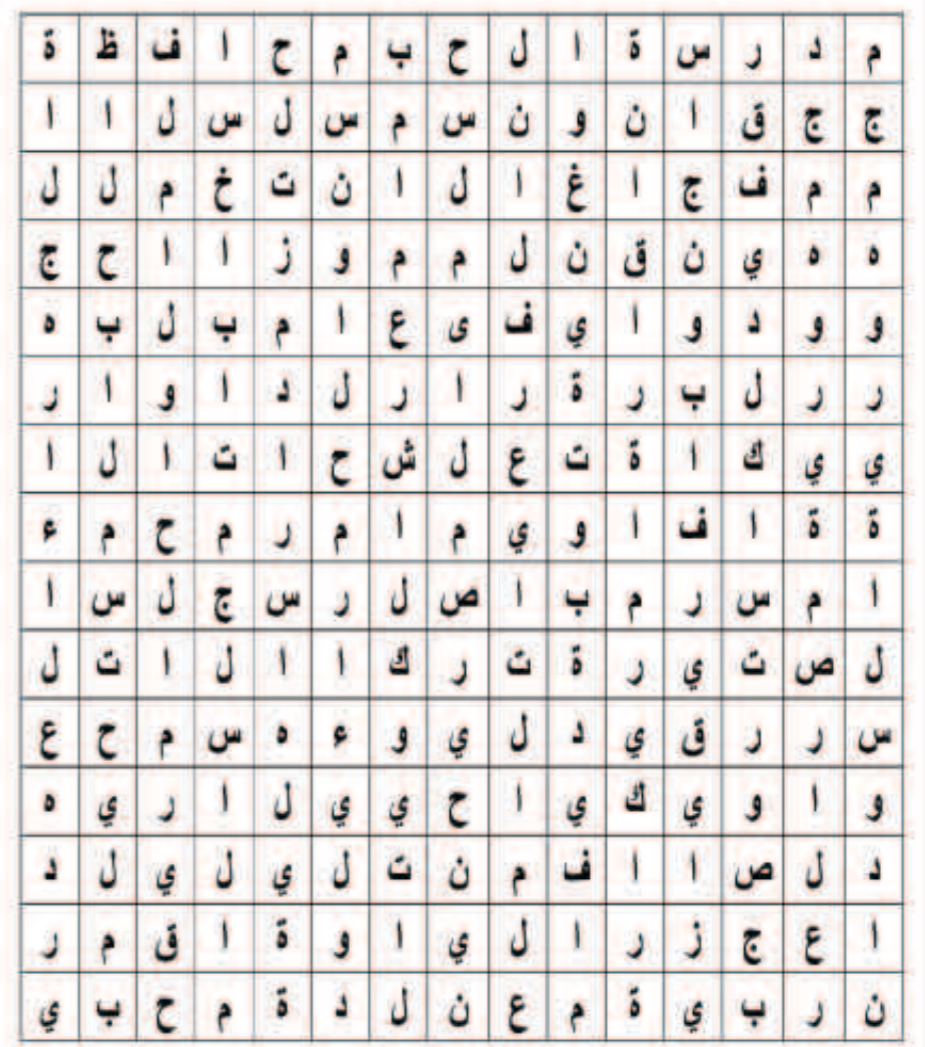 م د ر س ة ا ل ح ب م ح ا ف ظ ة
ج ج ق ا ن و ن س م س ل س ل ا ا
م م ف ج ا غ ا ل ا ن ت خ م ل ل
ه ه ي ن ق ن ل م م و ز ا ا ح ج
و و د و ا ي ف ى ع ا م ب ل ب ه
ر ر ل ب ر ة ر ا ر ل د ا و ا ر
ي ي ك ا ة ت ع ل ش ح ا ت ا ل ا
ة ة ا ف ا و ي م ا م ر م ح م ء
ا م س ر م ب ا ص ل ر س ج ل س ا
ل ص ت ي ر ة ت ر ك ا ا ل ا ت ل
س ر ر ق ي د ل ي و ء ه س م ح ع
و ا و ي ك ي ا ح ي ي ل ا ر ي ه
د ل ص ا ا ف م ن ت ل ي ل ي ل د
ا ع ج ز ر ا ل ي ا و ة ا ق م ر
ن ر ب ي ة م ع ن ل د ة م ح ب ي